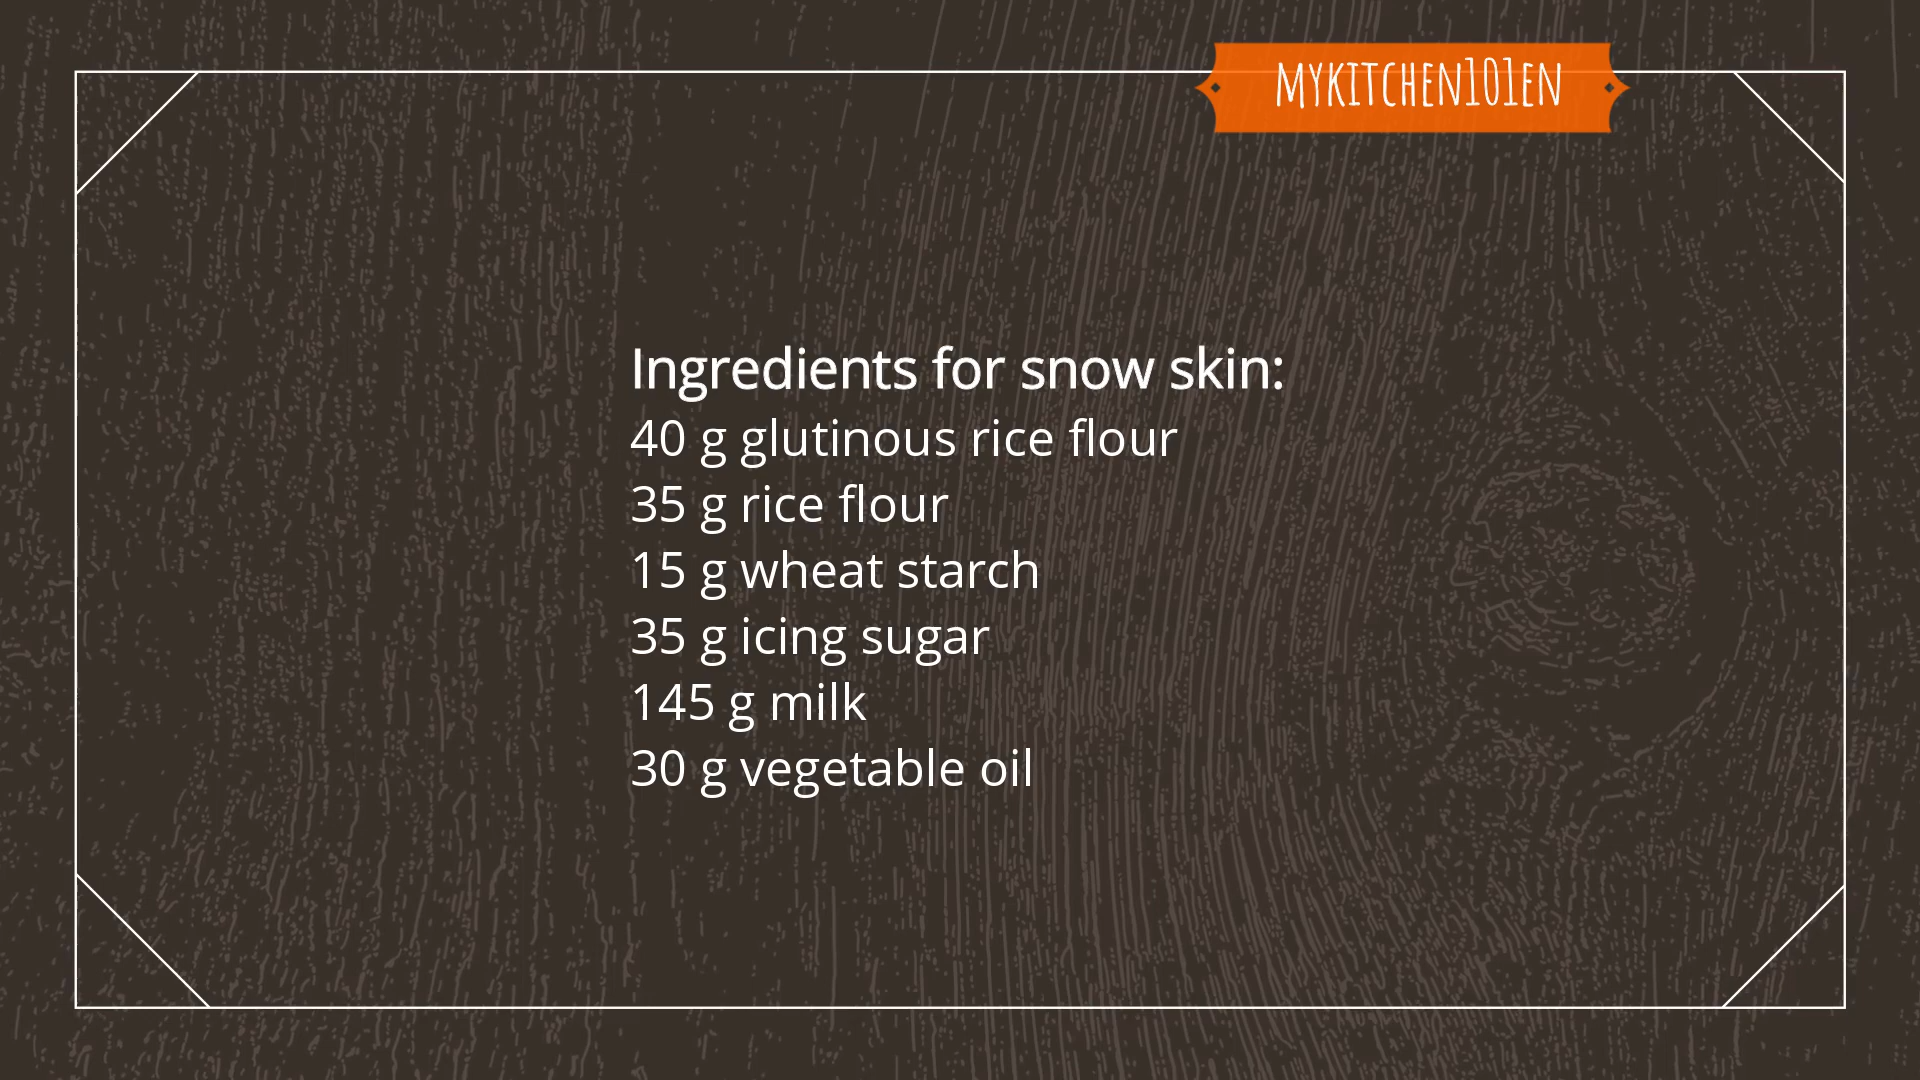 MYKITCHEN101EN
Ingredients for snow skin:
40 g glutinous rice flour
35 g rice flour
15 g wheat starch
35 g icing sugar
145 g milk
30 g vegetable oil